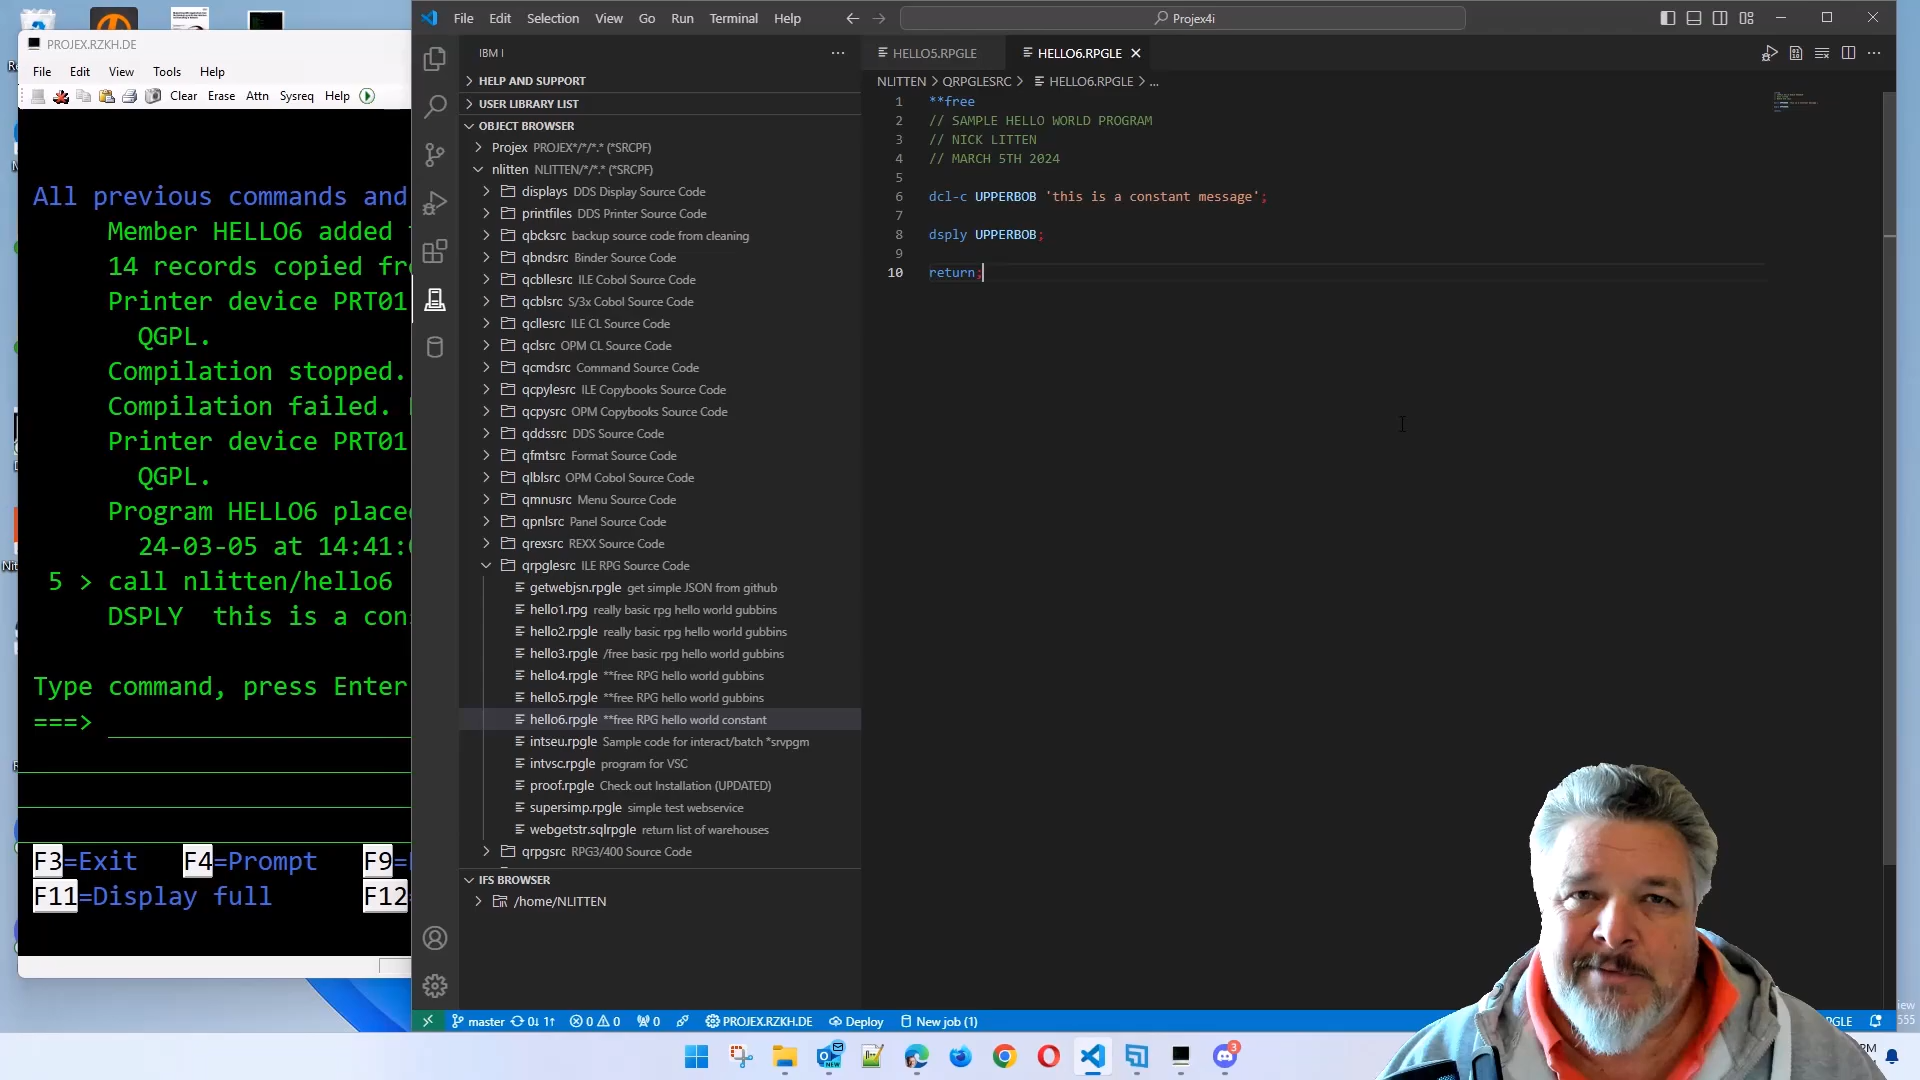 PROJEX.RZKH.DE
File Edit View Tools Help
Clear Erase Attn Sysreq Help
All previous commands and
Member HELLO6 added
14 records copied
Printer device PRT01
QGPL.
Compilation stopped.
Compilation failed.
Printer device PRT01
QGPL.
Program HELLO6
24-03-05 at
5 > call nlitten/hello6
DSPLY this is a
Type command, press Enter
===>
F3=Exit F4=Prompt F9=
F11=Display full F12
File Edit Selection View Go Run Terminal Help
Projex4i
IBM I
HELP AND SUPPORT
USER LIBRARY LIST
OBJECT BROWSER
Projex PROJEX*/*/*.* (*SRCPF)
nlitten NLITTEN/*/*.* (*SRCPF)
displays DDS Display Source Code
printfiles DDS Printer Source Code
qbcksrc backup source code from cleaning
qbndsrc Binder Source Code
qcbllesrc ILE Cobol Source Code
qcblsrc S/3x Cobol Source Code
qcllesrc ILE CL Source Code
qclsrc OPM CL Source Code
qcmdsrc Command Source Code
qcpylesrc ILE Copybooks Source Code
qcpysrc OPM Copybooks Source Code
qddssrc DDS Source Code
qfmtsrc Format Source Code
qlblsrc OPM Cobol Source Code
qmnusrc Menu Source Code
qpnlsrc Panel Source Code
qrexsrc REXX Source Code
qrpglesrc ILE RPG Source Code
getwebjsn.rpgle get simple JSON from github
hello1.rpg really basic rpg hello world gubbins
hello2.rpgle really basic rpg hello world gubbins
hello3.rpgle /free basic rpg hello world gubbins
hello4.rpgle **free RPG hello world gubbins
hello5.rpgle **free RPG hello world gubbins
hello6.rpgle **free RPG hello world constant
intseu.rpgle Sample code for interact/batch *srvpgm
intvsc.rpgle program for VSC
proof.rpgle Check out Installation (UPDATED)
supersimp.rpgle simple test webservice
webgetstr.sqlrpgle return list of warehouses
qrpgsrc RPG3/400 Source Code
IFS BROWSER
/home/NLITTEN
HELLO5.RPGLE HELLO6.RPGLE
NLITTEN > QRPGLESRC > HELLO6.RPGLE > ...
1 **free
2 // SAMPLE HELLO WORLD PROGRAM
3 // NICK LITTEN
4 // MARCH 5TH 2024
5
6 dcl-c UPPERBOB 'this is a constant message';
7
8 dsply UPPERBOB;
9
10 return;
master 0↓ 1↑ 0 0 0 PROJEX.RZKH.DE Deploy New job (1)
NEW
3